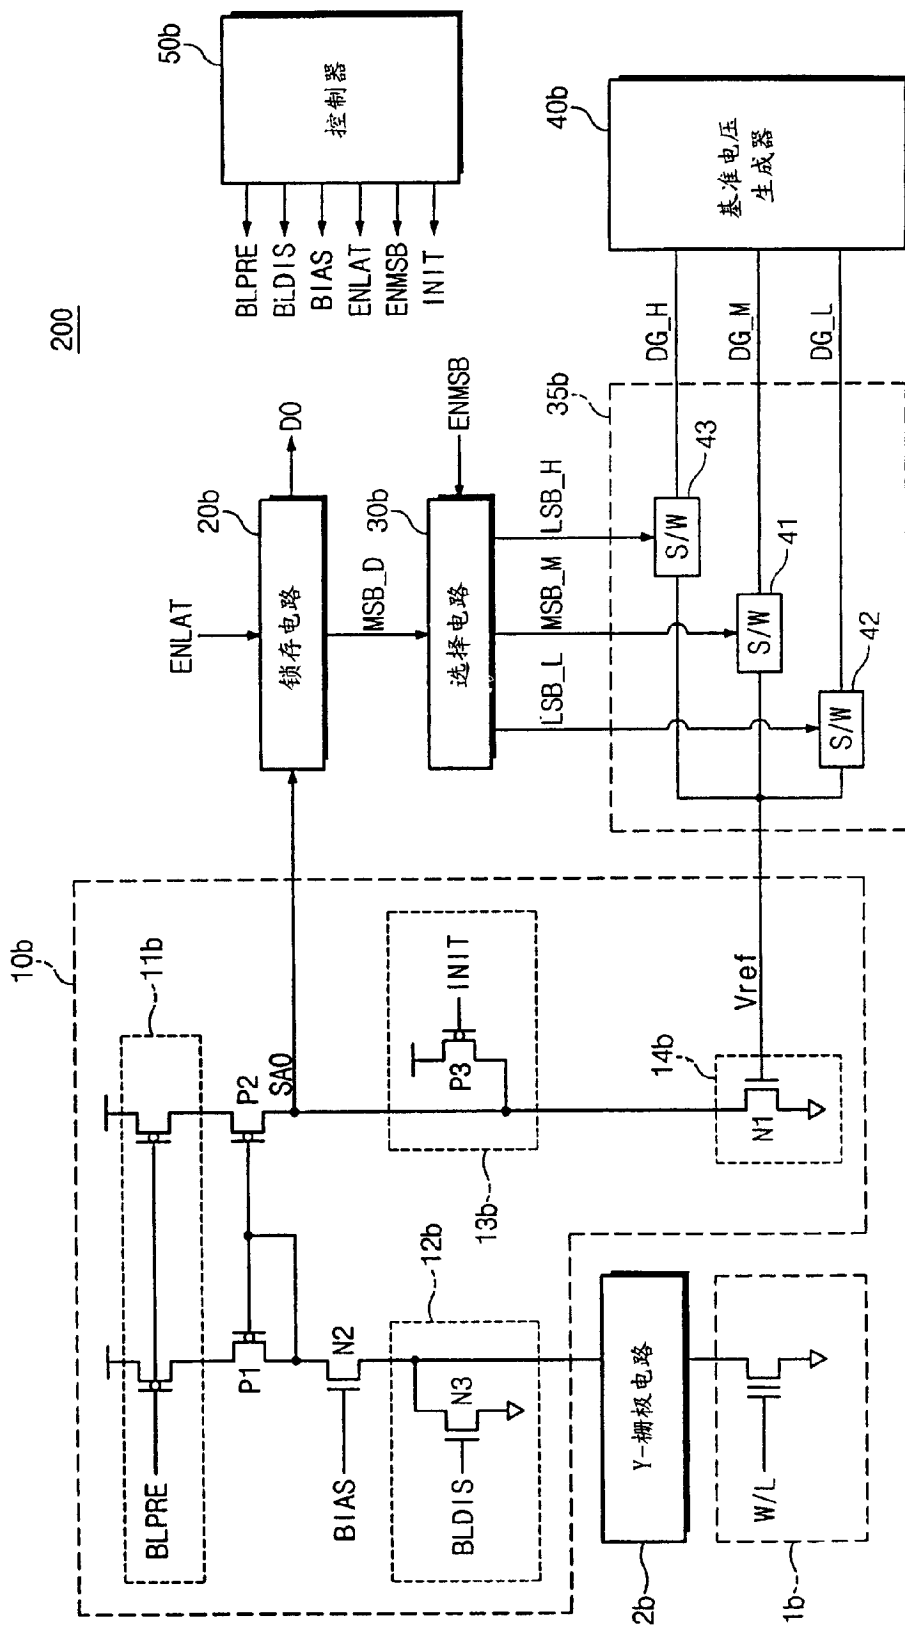 200
50b
控制器
BLPRE
BLDIS
BIAS
ENLAT
ENMSB
INIT
40b
基准电压
生成器
DG_H
DG_M
DG_L
35b
43
S/W
41
S/W
42
S/W
ENLAT
20b
锁存电路
DO
MSB_D
30b
选择电路
ENMSB
LSB_H
MSB_M
LSB_L
10b
11b
BLPRE
P1
P2
SAO
BIAS
N2
12b
BLDIS
N3
13b
P3
INIT
14b
N1
Vref
2b
Y-栅极电路
1b
W/L